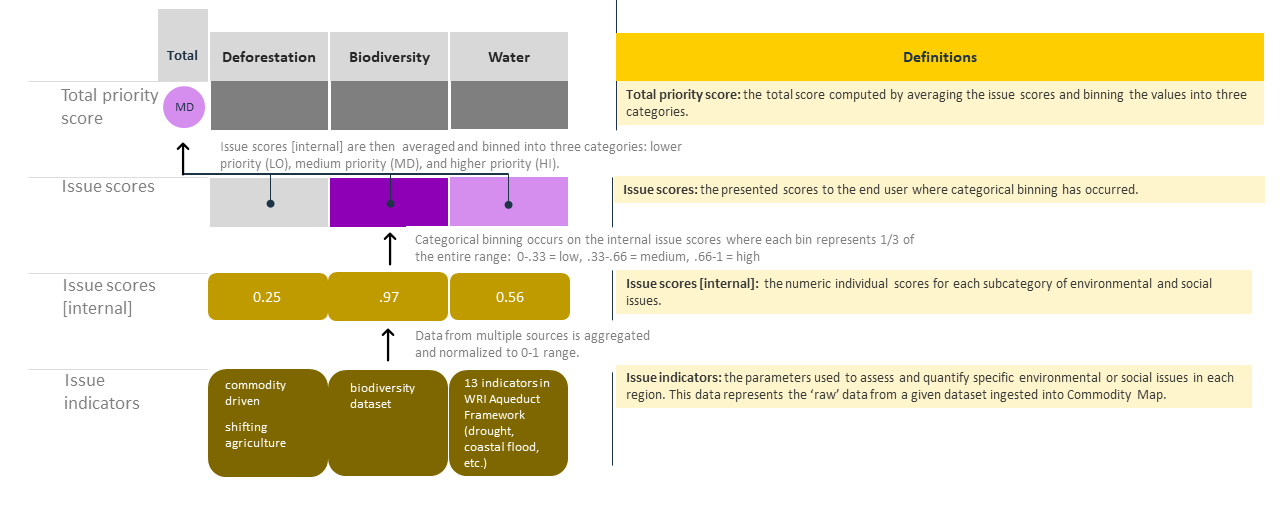 Total
Deforestation
Biodiversity
Water
Definitions
Total priority
score
MD
Total priority score: the total score computed by averaging the issue scores and binning the values into three
categories.
Issue scores [internal] are then averaged and binned into three categories: lower
priority (LO), medium priority (MD), and higher priority (HI).
Issue scores
Issue scores: the presented scores to the end user where categorical binning has occurred.
Categorical binning occurs on the internal issue scores where each bin represents 1/3 of
the entire range: 0-.33 = low, .33-.66 = medium, .66-1 = high
Issue scores
[internal]
0.25
.97
0.56
Issue scores [internal]: the numeric individual scores for each subcategory of environmental and social
issues.
Data from multiple sources is aggregated
and normalized to 0-1 range.
Issue
indicators
commodity
driven
shifting
agriculture
biodiversity
dataset
13 indicators in
WRI Aqueduct
Framework
(drought,
coastal flood,
etc.)
Issue indicators: the parameters used to assess and quantify specific environmental or social issues in each
region. This data represents the ‘raw’ data from a given dataset ingested into Commodity Map.